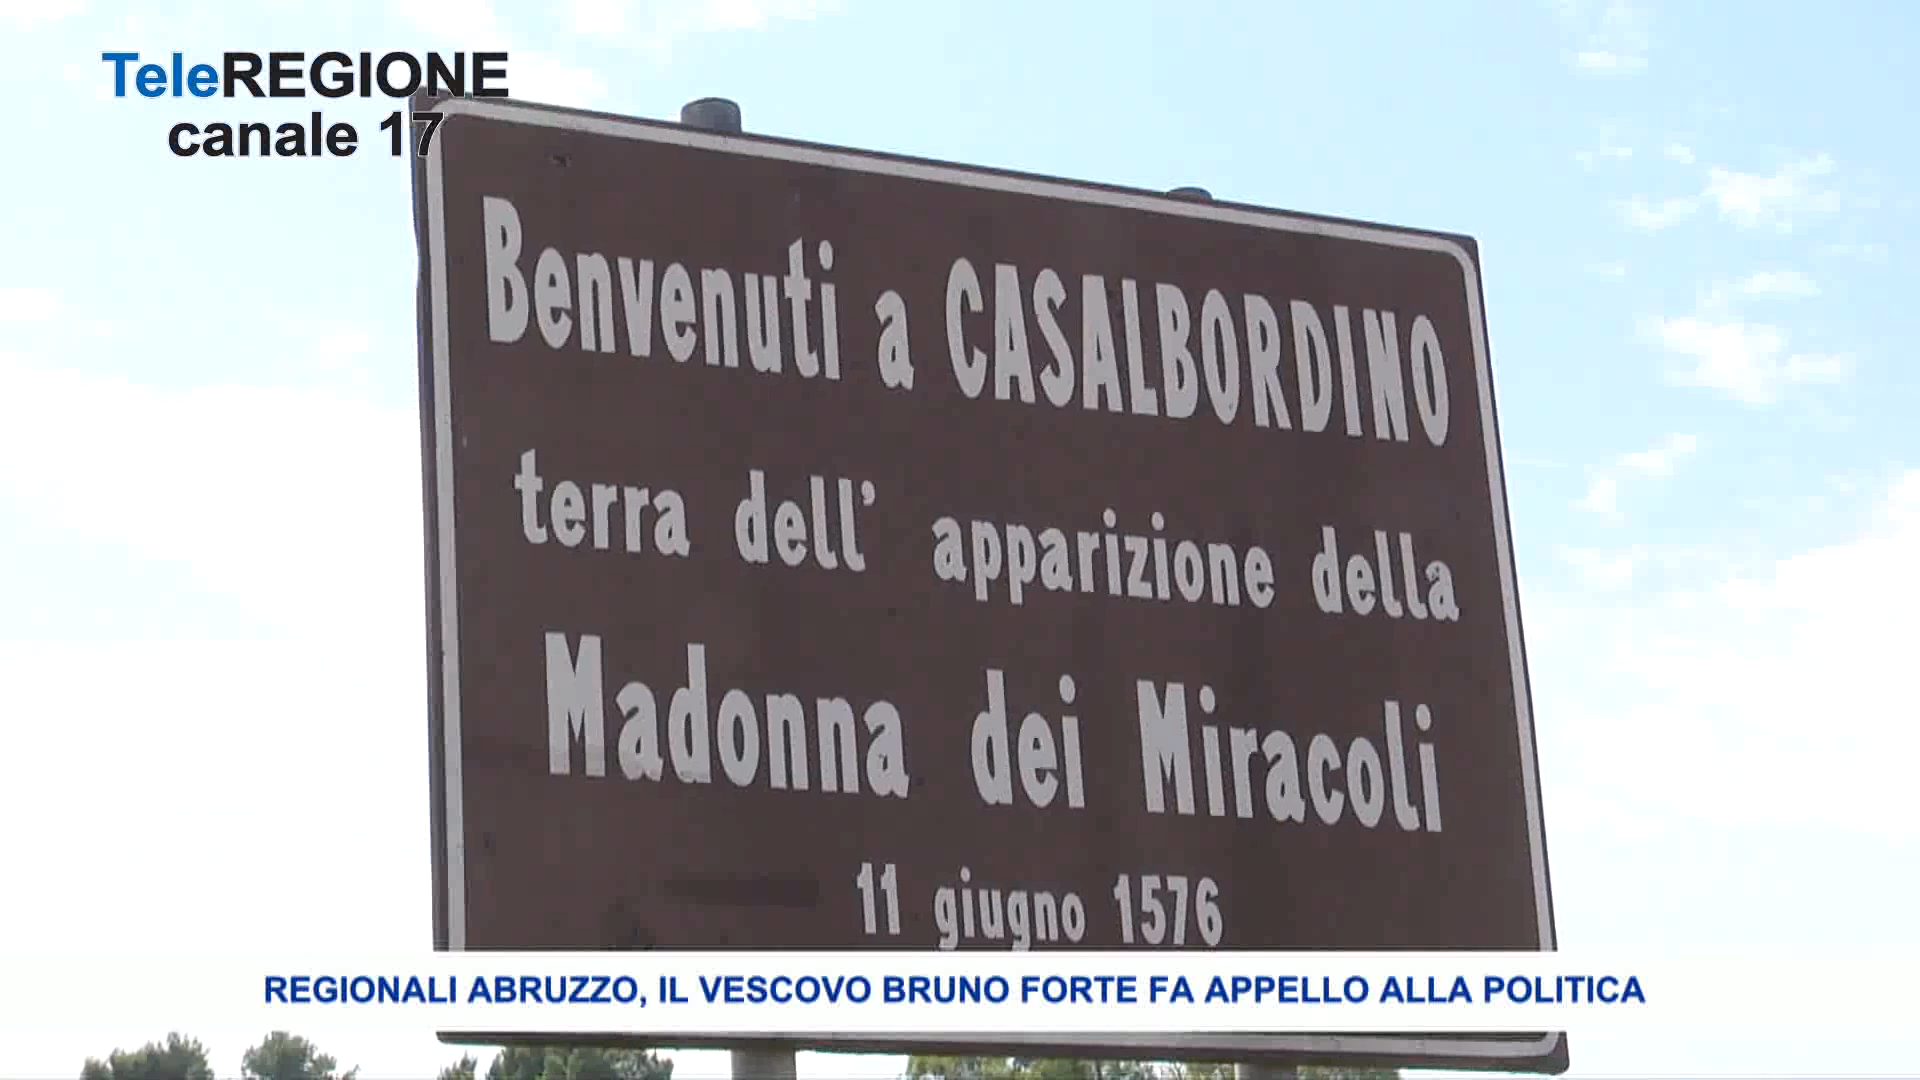 TeleREGIONE
canale 17
Benvenuti a CASALBORDINO
terra dell' apparizione della
Madonna dei Miracoli
11 giugno 1576
REGIONALI ABRUZZO, IL VESCOVO BRUNO FORTE FA APPELLO ALLA POLITICA